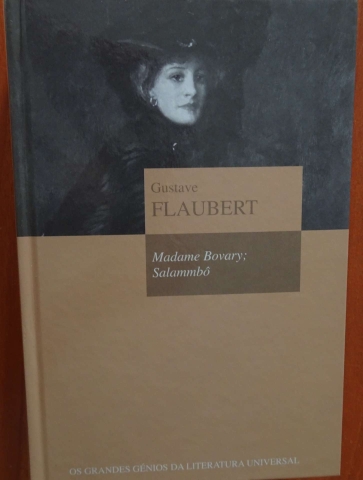 Gustave
FLAUBERT
Madame Bovary;
Salammbô
OS GRANDES GÉNIOS DA LITERATURA UNIVERSAL